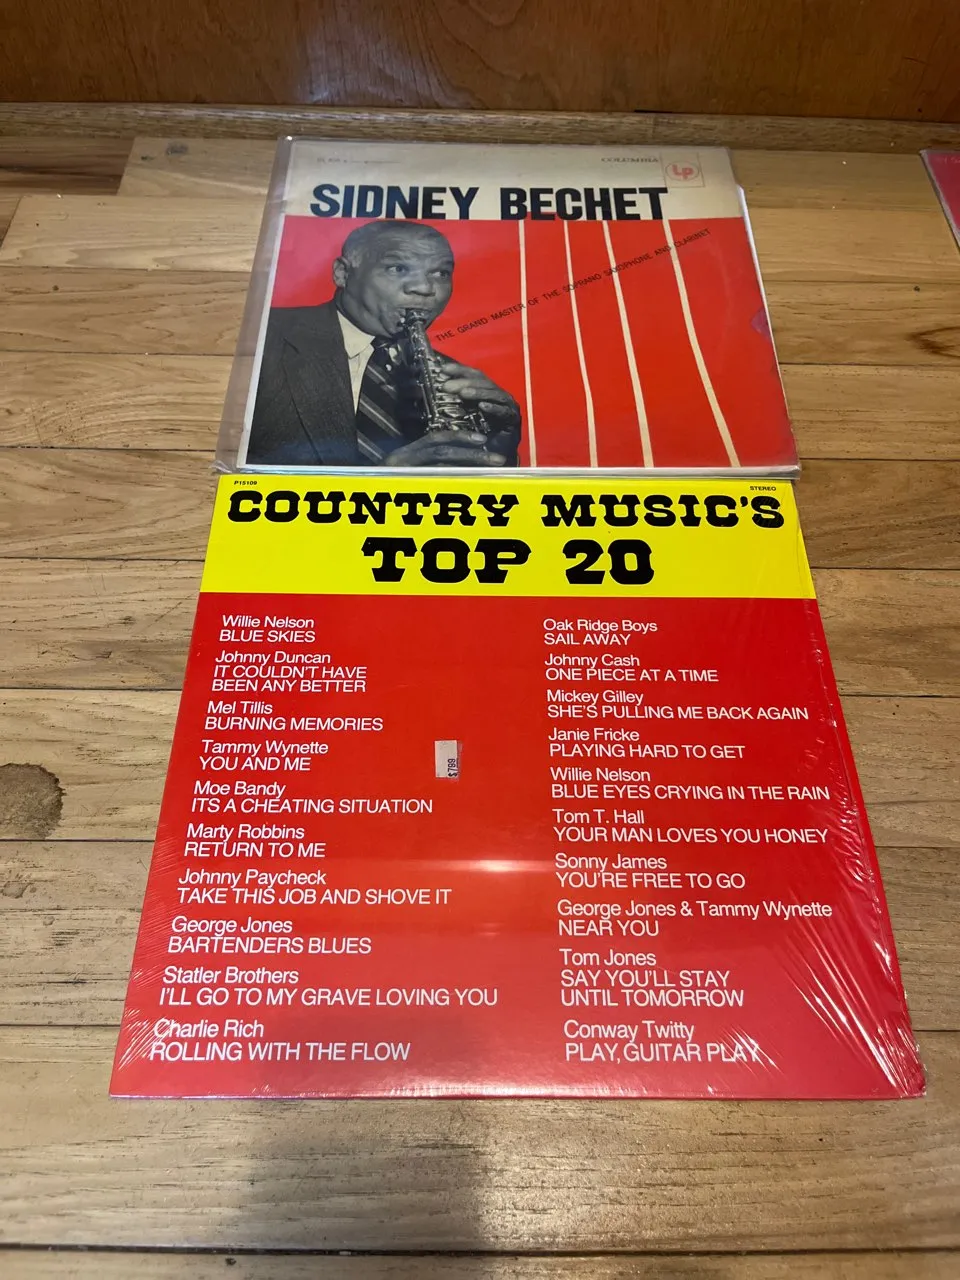 COLUMBIA
LP
SIDNEY BECHET
THE GRAND MASTER OF THE SOPRANO SAXOPHONE AND CLARINET
P15109
STEREO
COUNTRY MUSIC'S
TOP 20
Willie Nelson
BLUE SKIES
Johnny Duncan
IT COULDN'T HAVE
BEEN ANY BETTER
Mel Tillis
BURNING MEMORIES
Tammy Wynette
YOU AND ME
Moe Bandy
ITS A CHEATING SITUATION
Marty Robbins
RETURN TO ME
Johnny Paycheck
TAKE THIS JOB AND SHOVE IT
George Jones
BARTENDERS BLUES
Statler Brothers
I'LL GO TO MY GRAVE LOVING YOU
Charlie Rich
ROLLING WITH THE FLOW
$7.99
Oak Ridge Boys
SAIL AWAY
Johnny Cash
ONE PIECE AT A TIME
Mickey Gilley
SHE'S PULLING ME BACK AGAIN
Janie Fricke
PLAYING HARD TO GET
Willie Nelson
BLUE EYES CRYING IN THE RAIN
Tom T. Hall
YOUR MAN LOVES YOU HONEY
Sonny James
YOU'RE FREE TO GO
George Jones & Tammy Wynette
NEAR YOU
Tom Jones
SAY YOU'LL STAY
UNTIL TOMORROW
Conway Twitty
PLAY, GUITAR PLAY